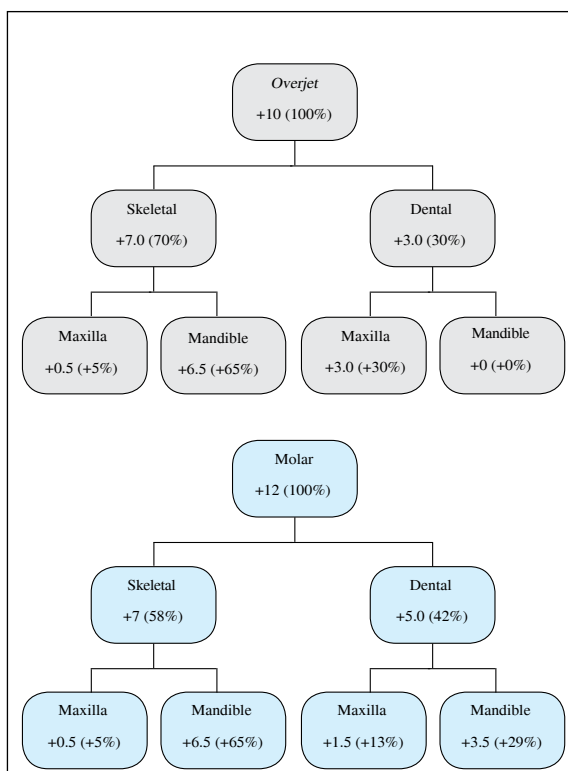 Overjet
+10 (100%)
Skeletal
+7.0 (70%)
Dental
+3.0 (30%)
Maxilla
+0.5 (+5%)
Mandible
+6.5 (+65%)
Maxilla
+3.0 (+30%)
Mandible
+0 (+0%)
Molar
+12 (100%)
Skeletal
+7 (58%)
Dental
+5.0 (42%)
Maxilla
+0.5 (+5%)
Mandible
+6.5 (+65%)
Maxilla
+1.5 (+13%)
Mandible
+3.5 (+29%)